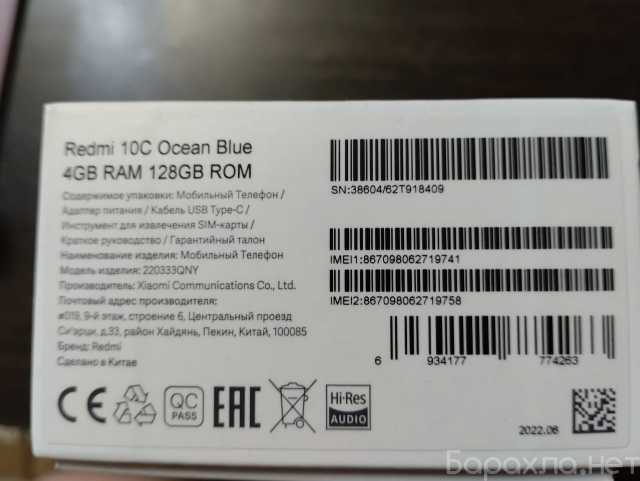 Redmi 10C Ocean Blue
4GB RAM 128GB ROM
Содержимое упаковки: Мобильный Телефон /
Адаптер питания / Кабель USB Type-C /
Инструмент для извлечения SIM-карты /
Краткое руководство / Гарантийный талон
Наименование изделия: Мобильный Телефон
Модель изделия: 220333QNY
Производитель: Xiaomi Communications Co., Ltd.
Почтовый адрес производителя:
#019, 9-й этаж, строение 6, Центральный проезд
Сиэрци, д.33, район Хайдянь, Пекин, Китай, 100085
Бренд: Redmi
Сделано в Китае
SN:38604/62T918409
IMEI1:867098062719741
IMEI2:867098062719758
6 934177 774263
CE
QC
PASS
EAC
Hi-Res
AUDIO
2022.06
Барахла.нет